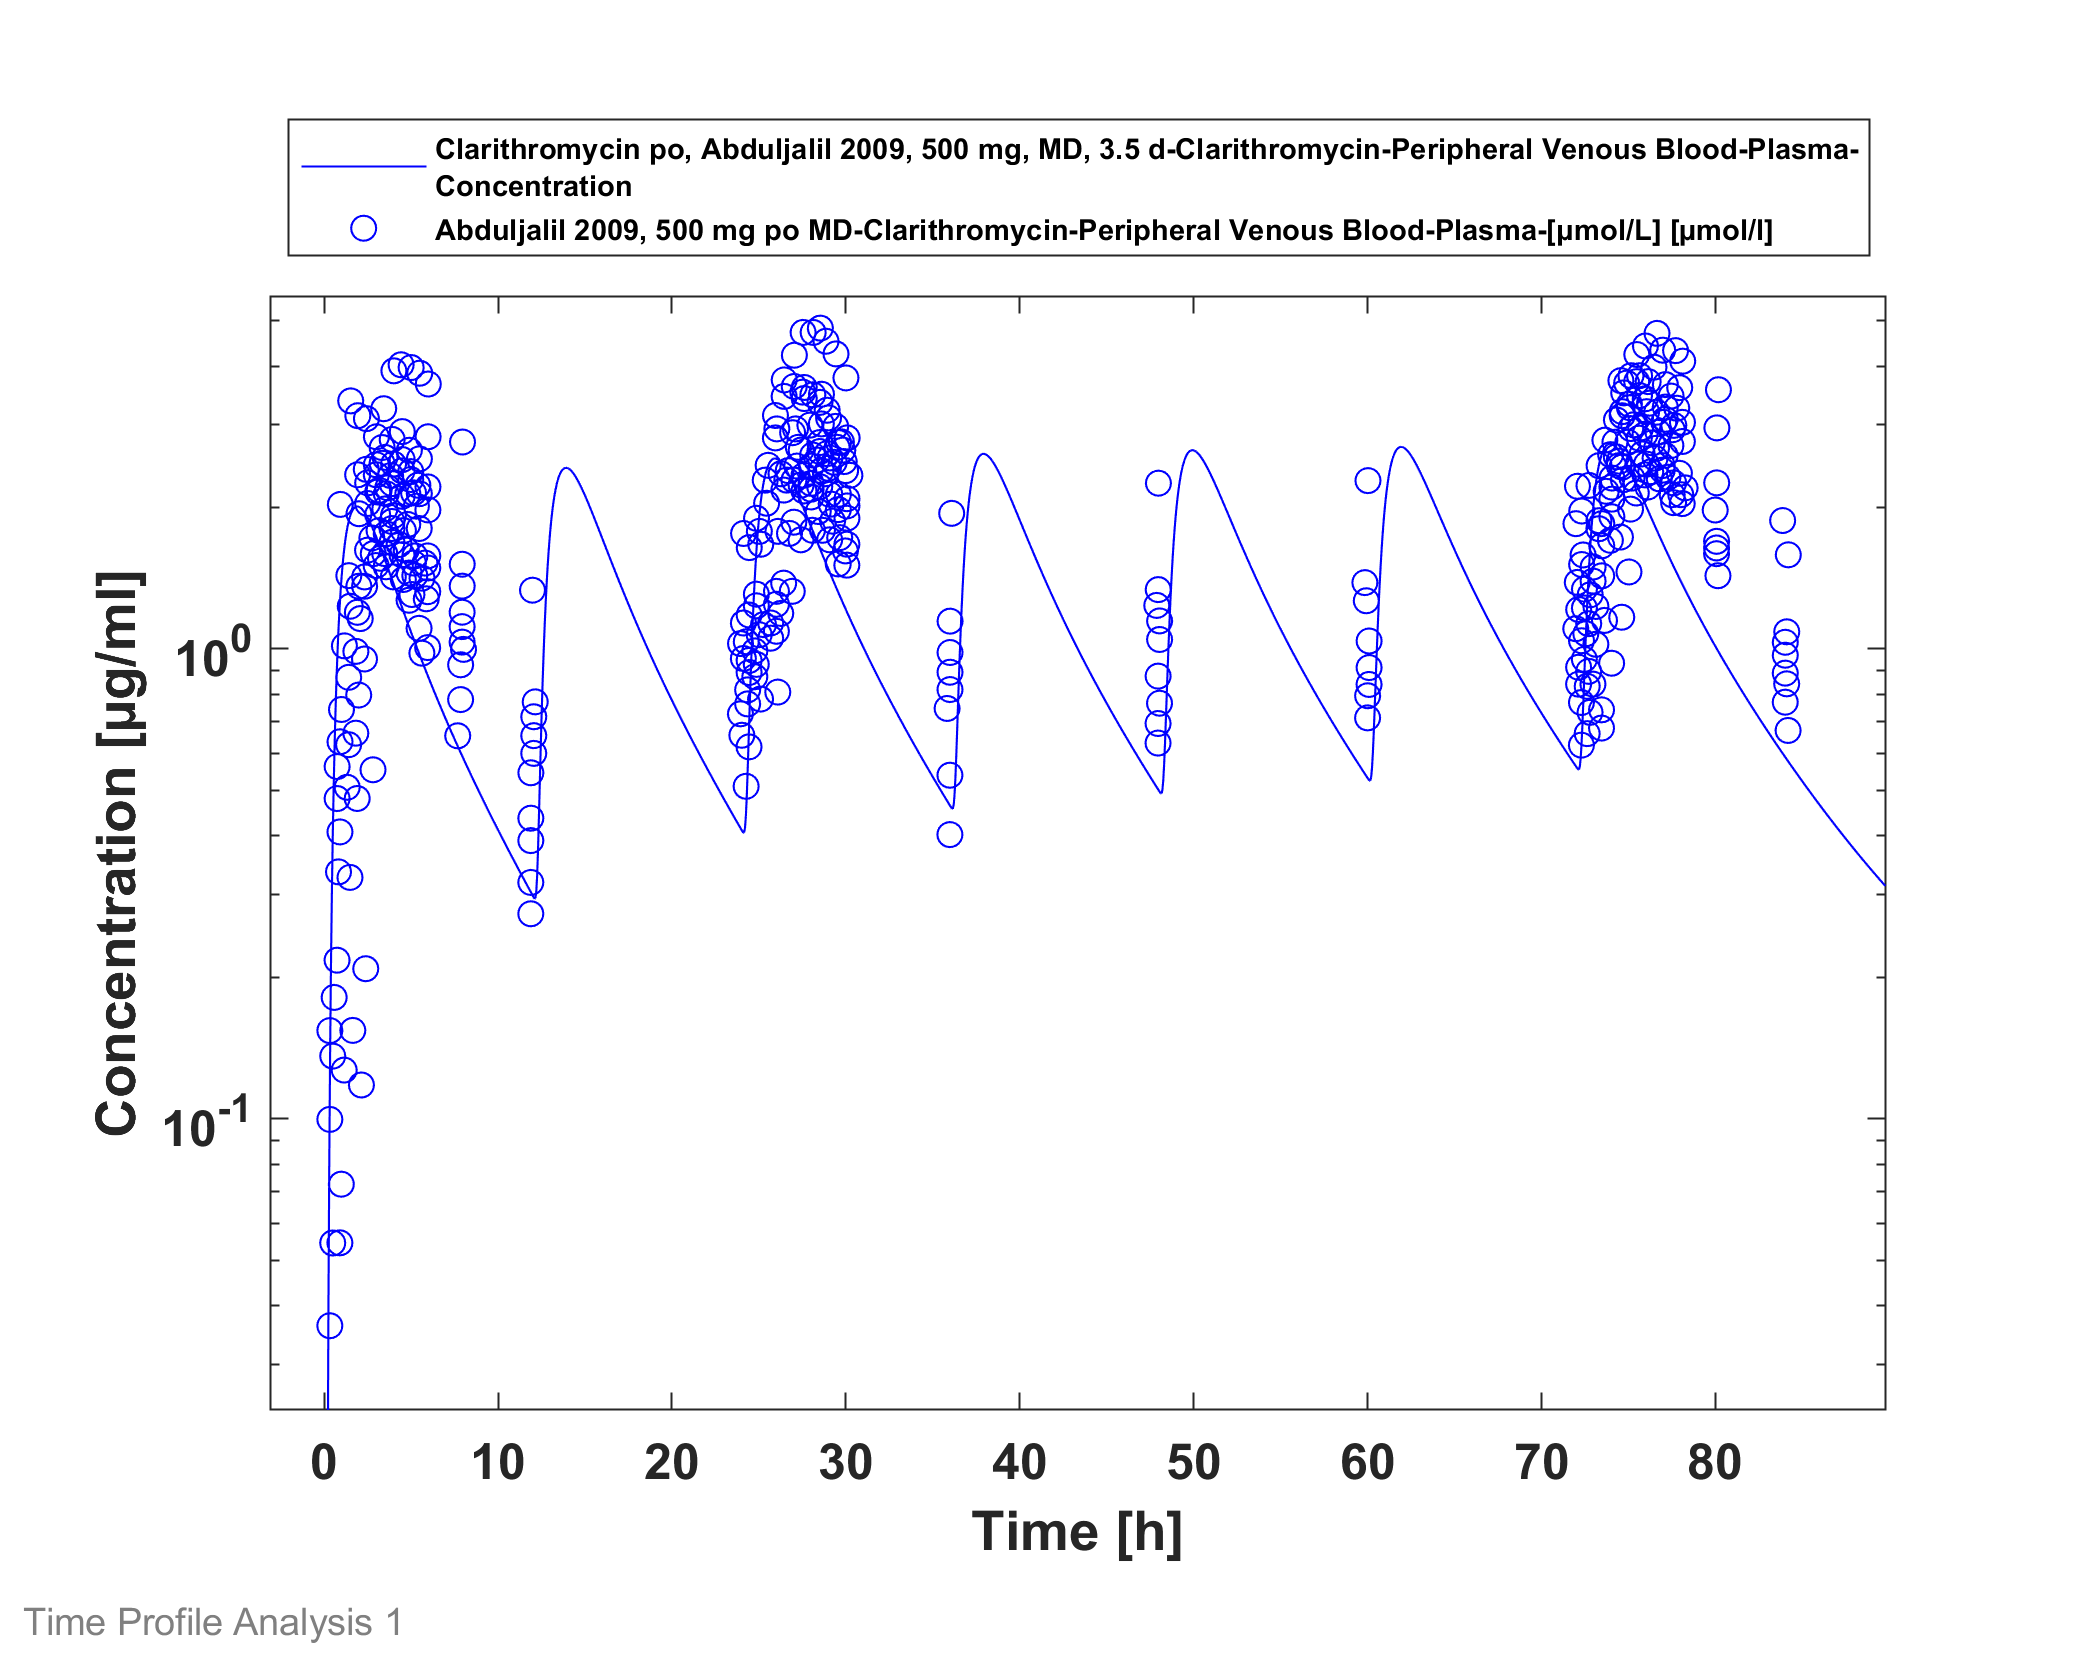 Clarithromycin po, Abduljalil 2009, 500 mg, MD, 3.5 d-Clarithromycin-Peripheral Venous Blood-Plasma-
Concentration
Abduljalil 2009, 500 mg po MD-Clarithromycin-Peripheral Venous Blood-Plasma-[µmol/L] [µmol/l]
Concentration [µg/ml]
10^0
10^-1
0 10 20 30 40 50 60 70 80
Time [h]
Time Profile Analysis 1